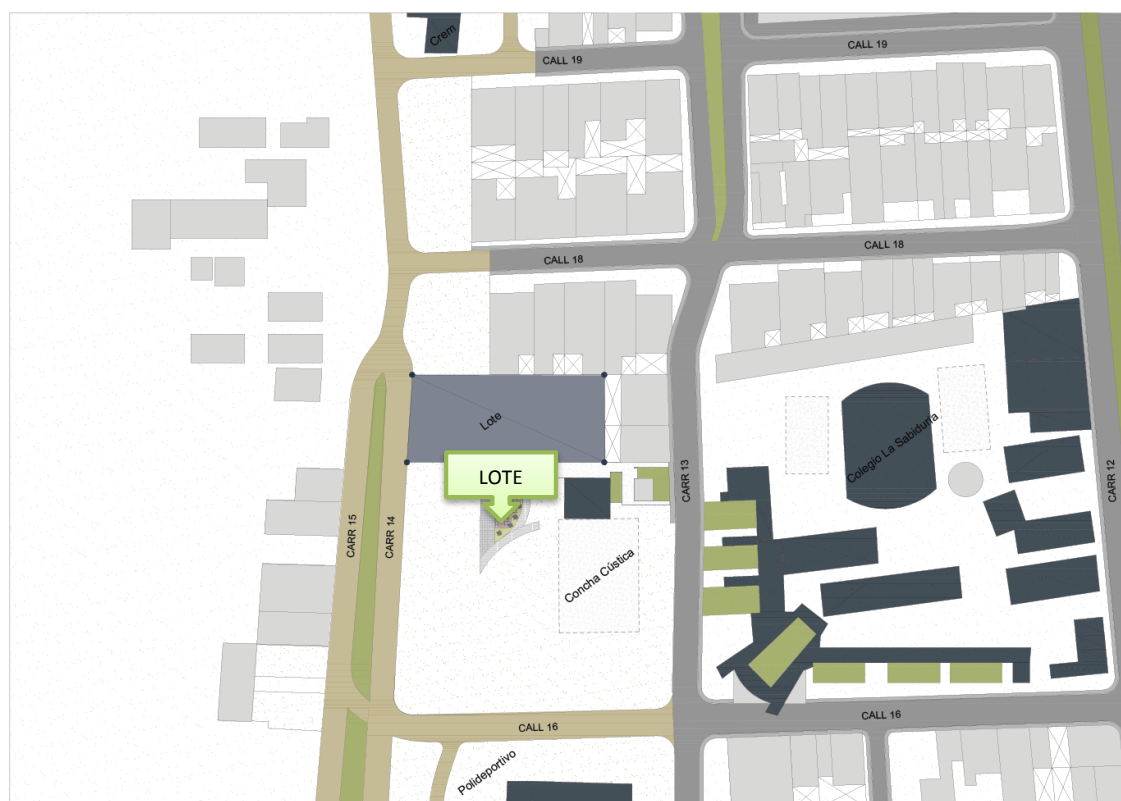 Crem
CALL 19
CALL 19
CALL 18
CALL 18
Lote
LOTE
Colegio La Sabiduria
CARR 15
CARR 14
CARR 13
CARR 12
Concha Cústica
CALL 16
CALL 16
Polideportivo